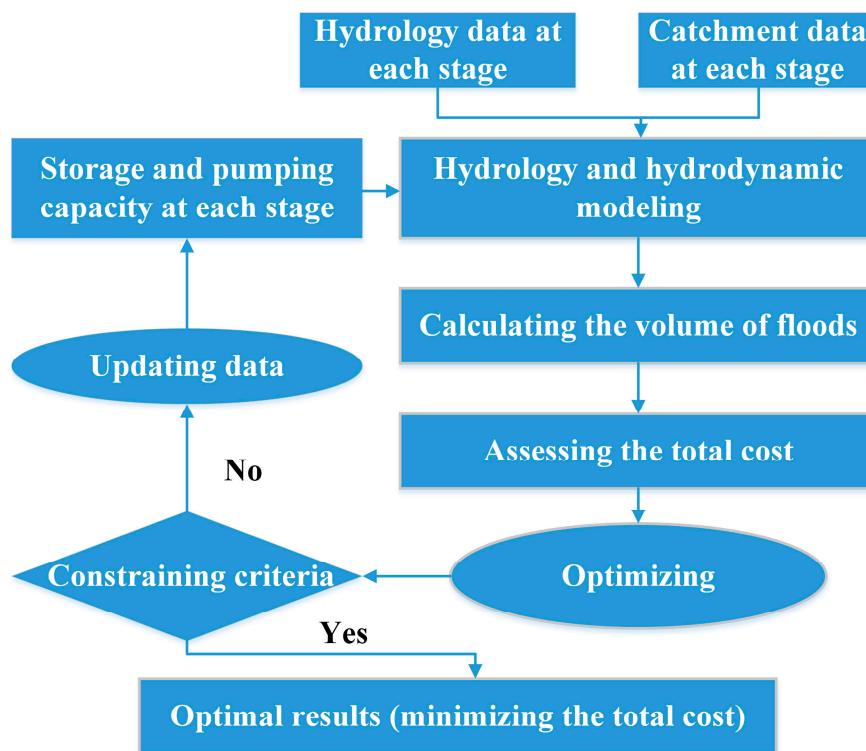 Hydrology data at
each stage
Catchment data
at each stage
Storage and pumping
capacity at each stage
Hydrology and hydrodynamic
modeling
Calculating the volume of floods
Updating data
Assessing the total cost
No
Constraining criteria
Optimizing
Yes
Optimal results (minimizing the total cost)